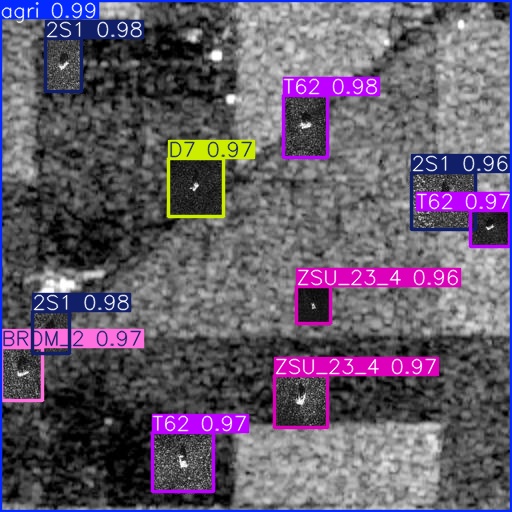 agri 0.99
2S1 0.98
T62 0.98
D7 0.97
2S1 0.96
T62 0.97
ZSU_23_4 0.96
2S1 0.98
BRDM_2 0.97
ZSU_23_4 0.97
T62 0.97